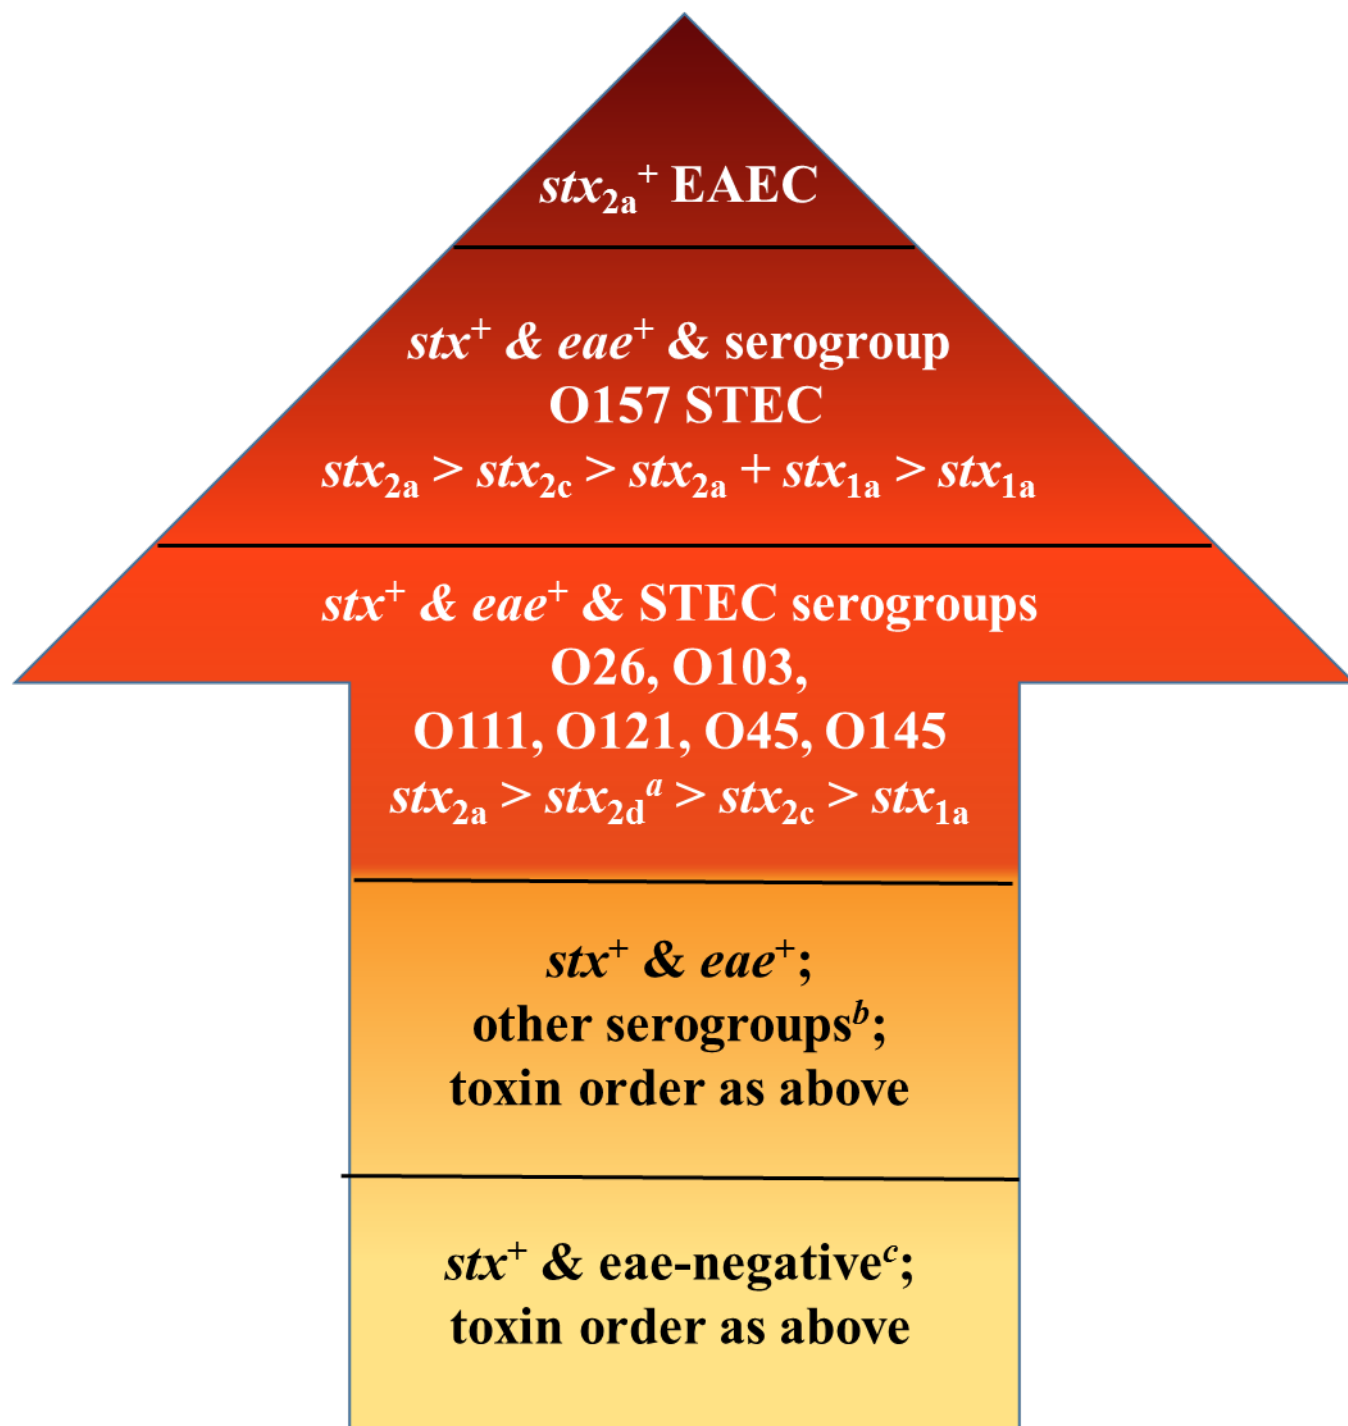 stx2a+ EAEC
stx+ & eae+ & serogroup
O157 STEC
stx2a > stx2c > stx2a + stx1a > stx1a
stx+ & eae+ & STEC serogroups
O26, O103,
O111, O121, O45, O145
stx2a > stx2da > stx2c > stx1a
stx+ & eae+;
other serogroupsb;
toxin order as above
stx+ & eae-negativec;
toxin order as above